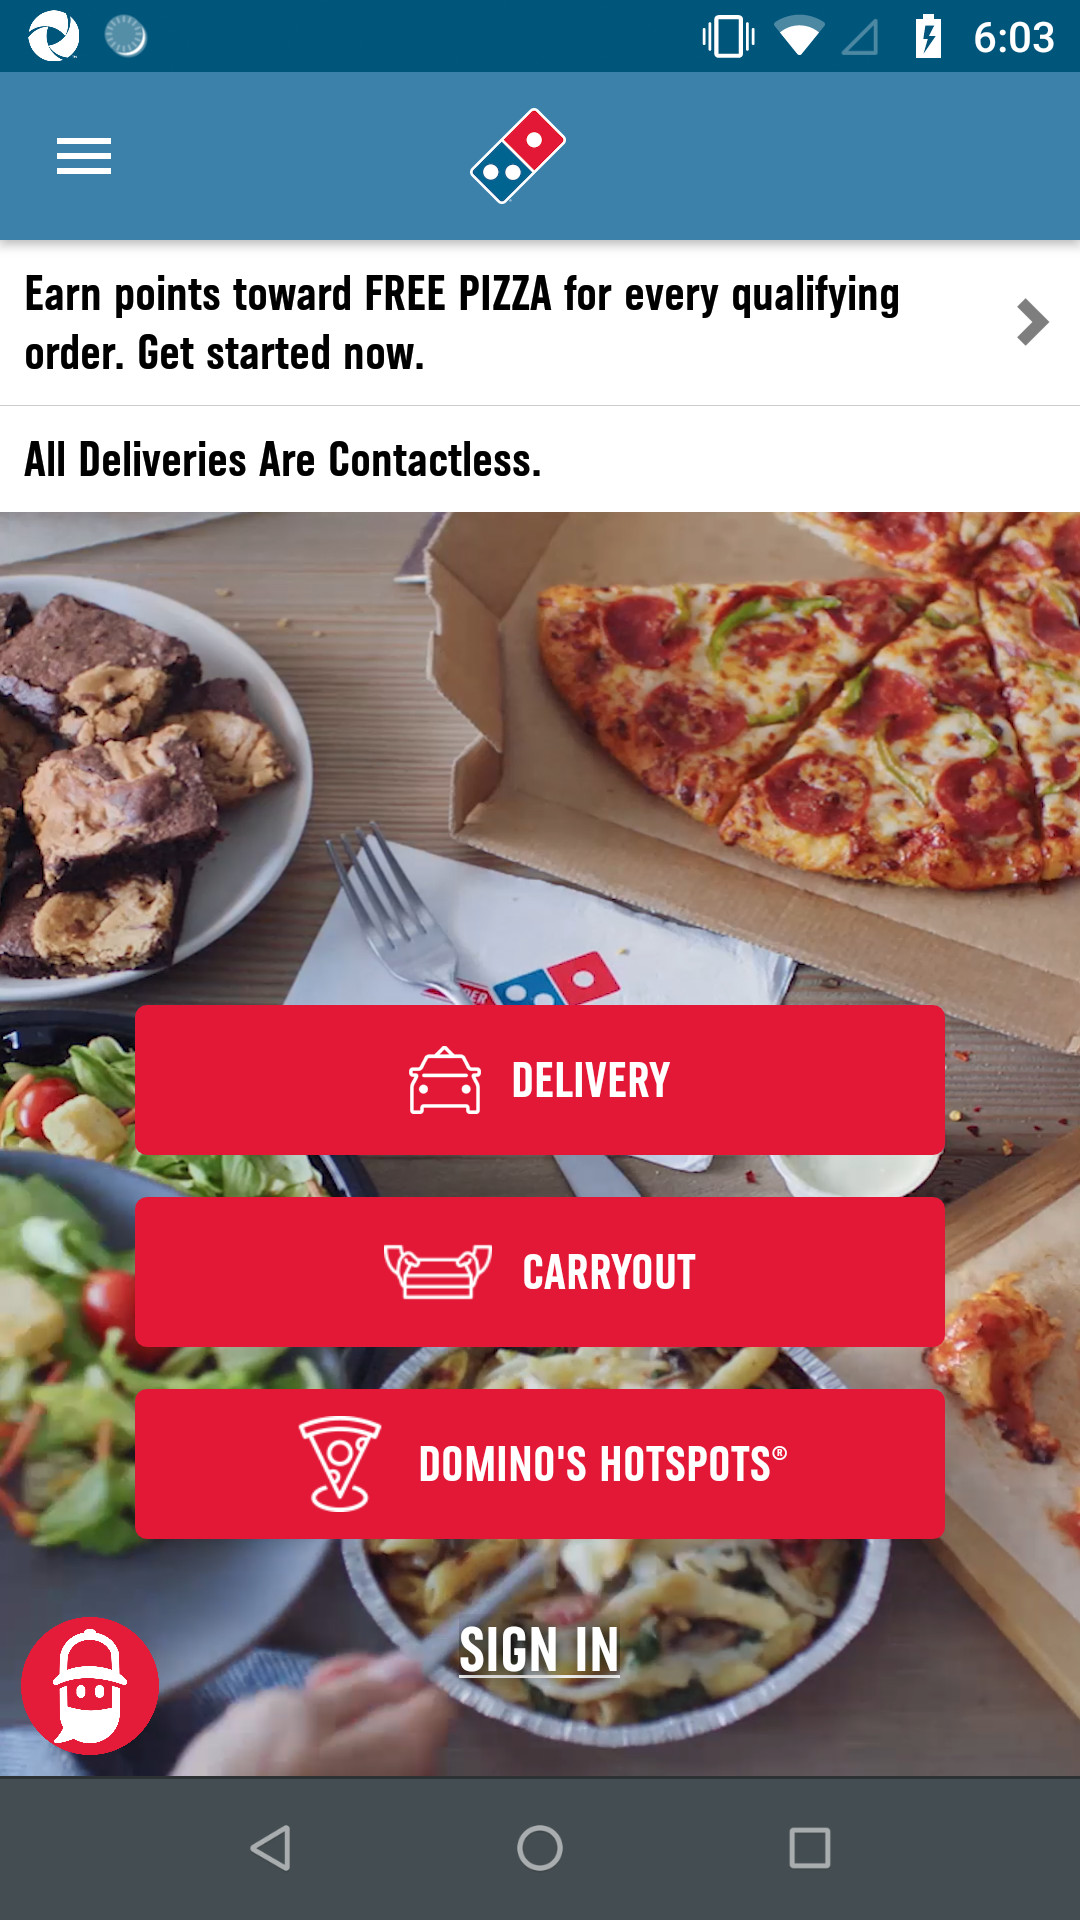 6:03
Earn points toward FREE PIZZA for every qualifying
order. Get started now.
All Deliveries Are Contactless.
DELIVERY
CARRYOUT
DOMINO'S HOTSPOTS®
SIGN IN